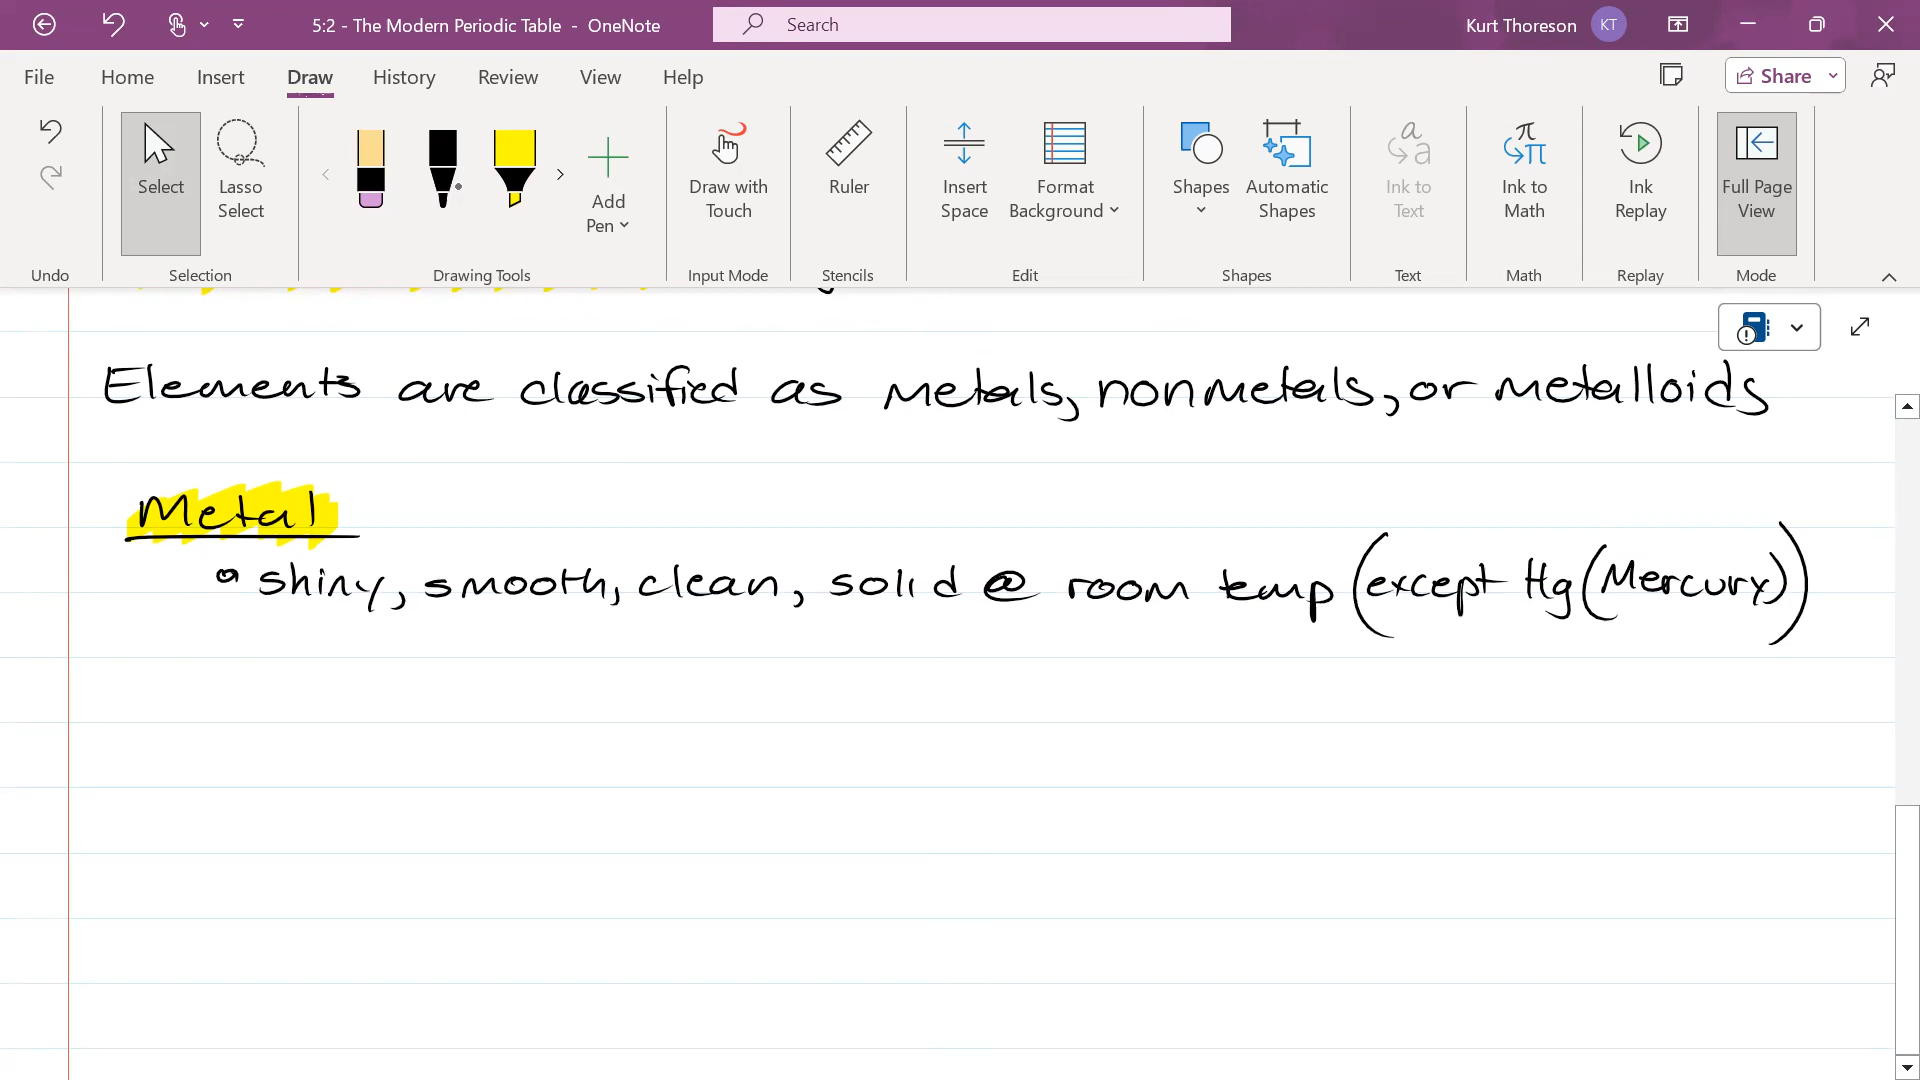 5:2 - The Modern Periodic Table - OneNote
Search
Kurt Thoreson
KT
File Home Insert Draw History Review View Help
Share
Select
Lasso Select
Add Pen
Draw with Touch
Ruler
Insert Space
Format Background
Shapes
Automatic Shapes
Ink to Text
Ink to Math
Ink Replay
Full Page View
Undo Selection Drawing Tools Input Mode Stencils Edit Shapes Text Math Replay Mode
Elements are classified as metals, nonmetals, or metalloids
Metal
shiny, smooth, clean, solid @ room temp (except Hg (Mercury))